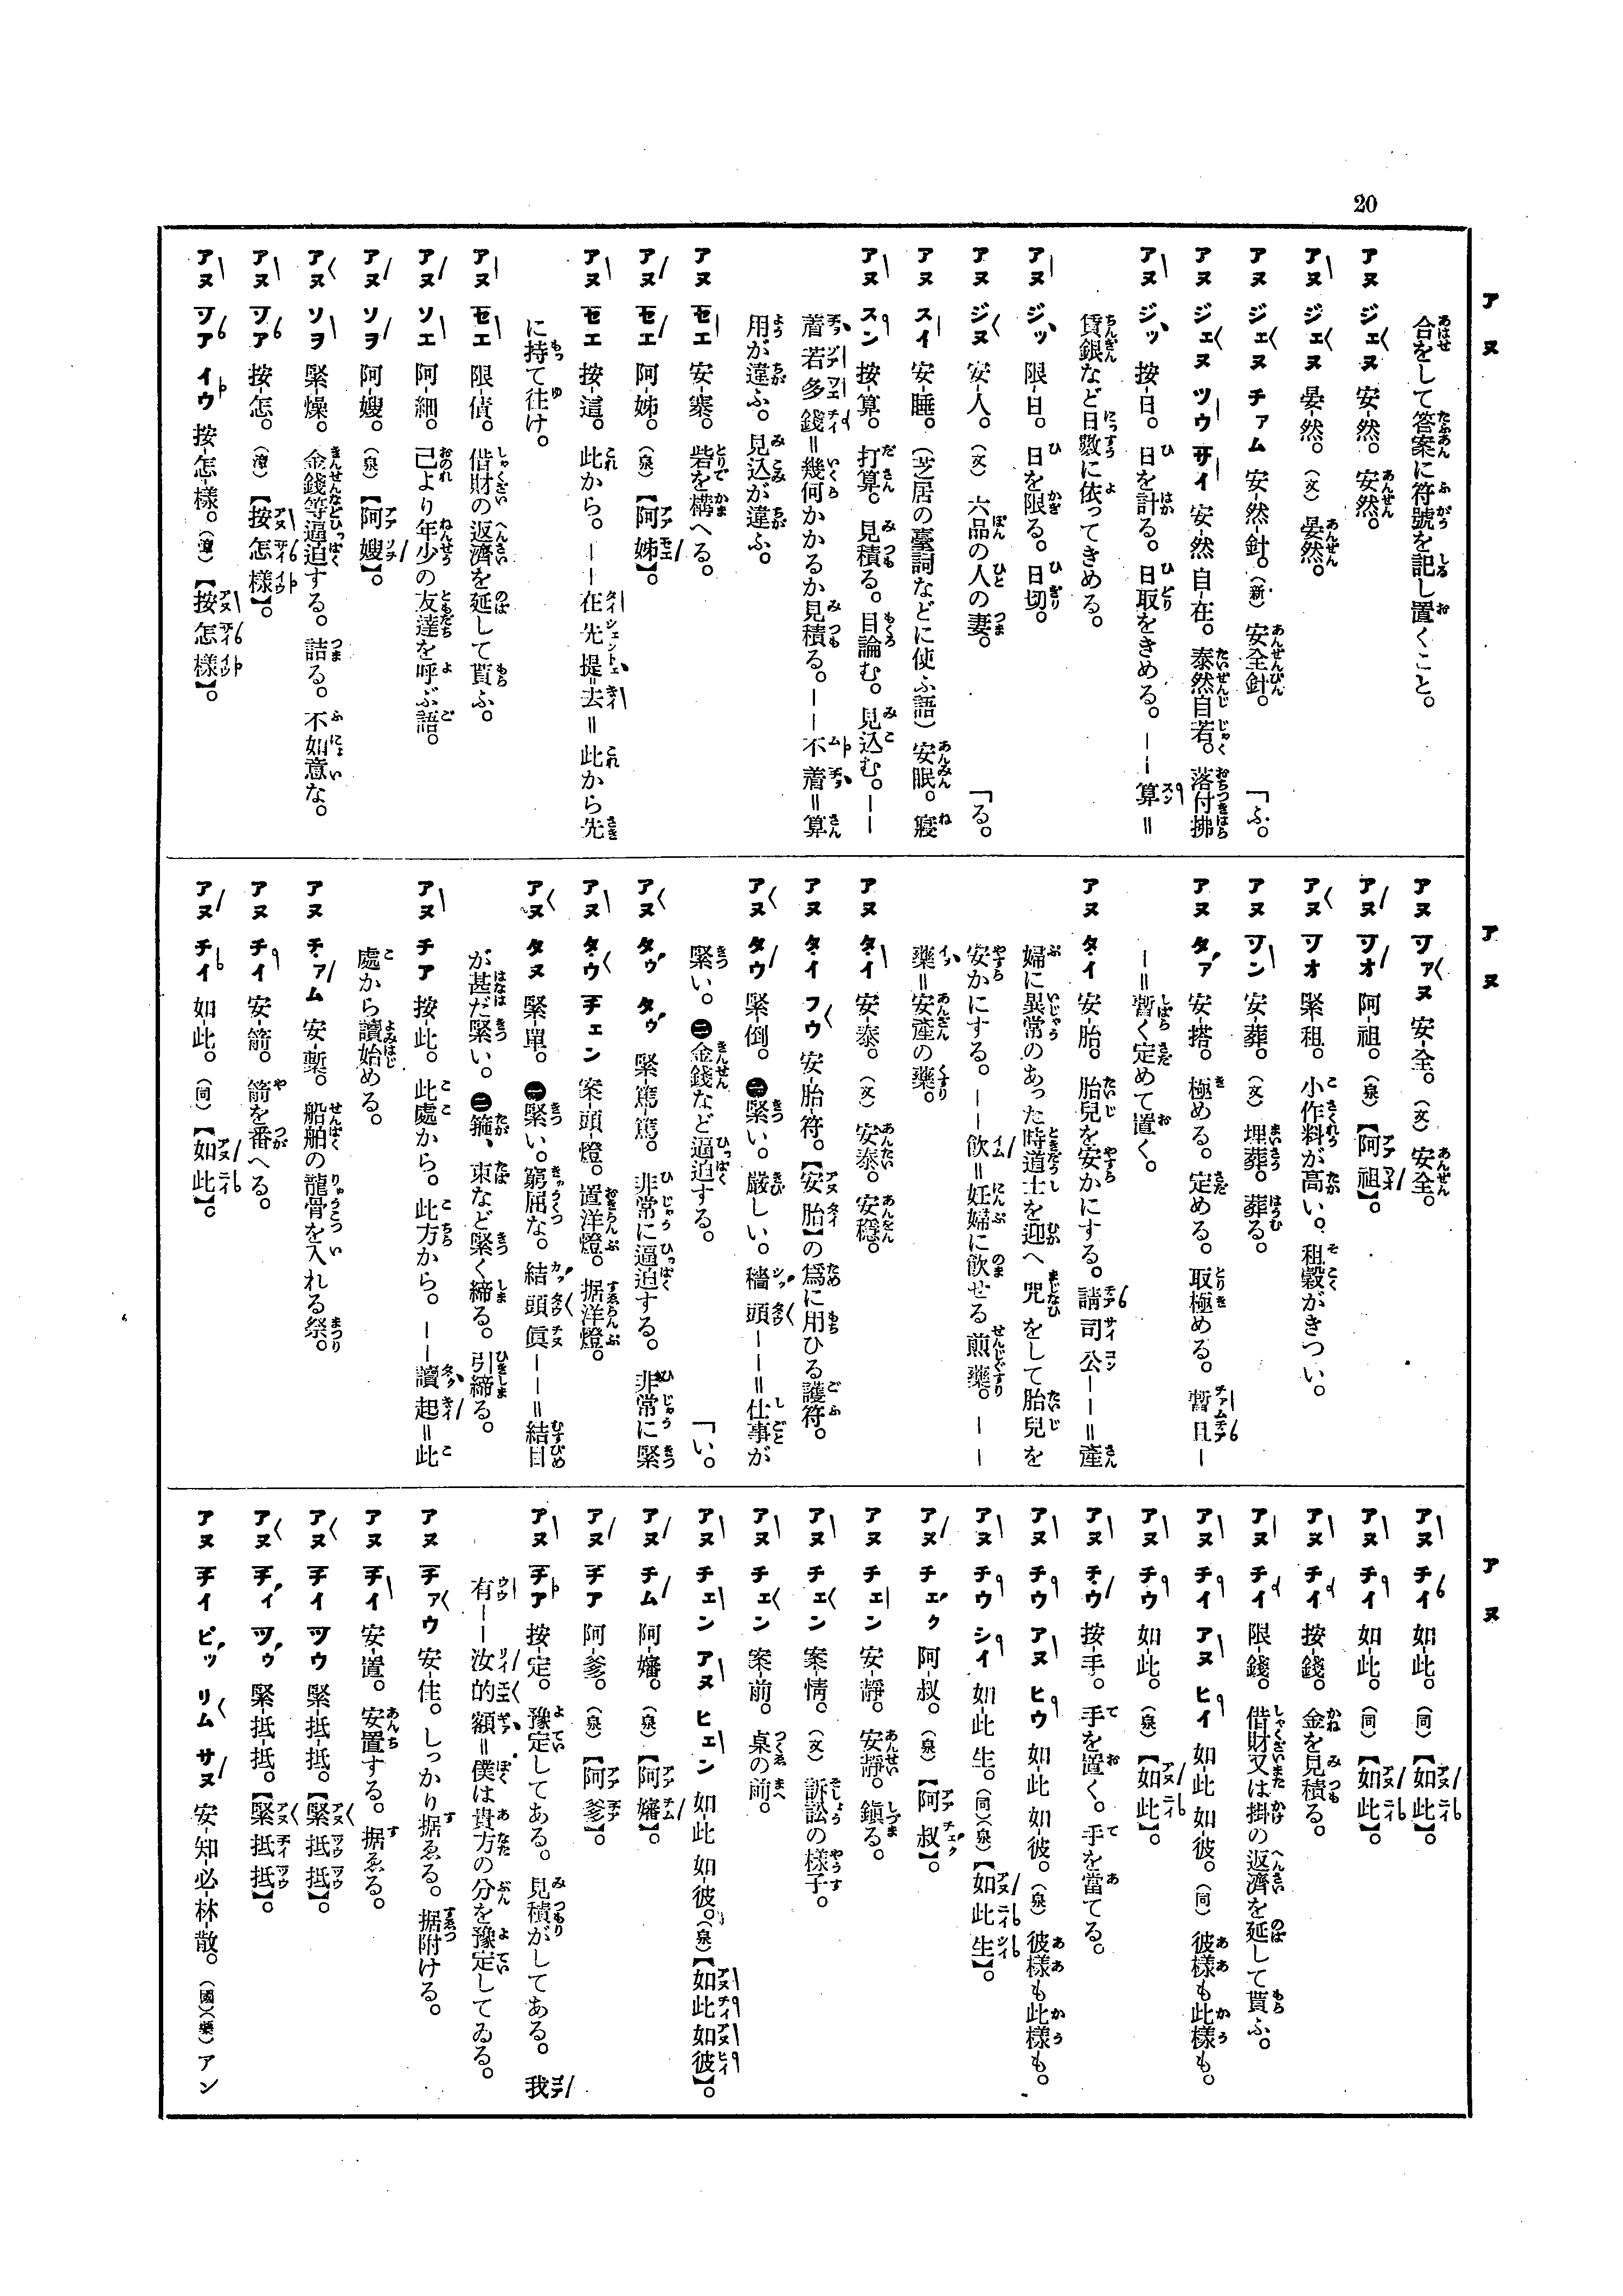 20
アヌ
合をして答案に符號を記し置くこと。
アヌ ジェヌ 安-然。安然。
アヌ ジェヌ 晏-然。(文) 晏然。
アヌ ジェヌ チァム 安-然-針。(新) 安全針。「ふ。
アヌ ジェヌ ツウ サイ 安-然 自-在。泰然自若。落付拂
アヌ ジッ 按-日。日を計る。日取をきめる。——算=
賃銀など日數に依ってきめる。
アヌ ジッ 限-日。日を限る。日切。
アヌ ジヌ 安-人。(文) 六品の人の妻。「る。
アヌ スイ 安-睡。(芝居の臺詞などに使ふ語) 安眠。寢
アヌ スン 按-算。打算。見積る。目論む。見込む。——
着若多錢=幾何かかるか見積る。——不着=算
用が違ふ。見込が違ふ。
アヌ セエ 安-塞。砦を構へる。
アヌ セエ 阿-姊。(泉)【阿姊】。
アヌ セエ 按-這。此から。——在先提去=此から先
に持て往け。
アヌ セエ 限-債。借財の返濟を延して貰ふ。
アヌ ソエ 阿-細。己より年少の友達を呼ぶ語。
アヌ ソヲ 阿-嫂。(泉)【阿嫂】。
アヌ ソヲ 緊-燥。金錢等逼迫する。詰る。不如意な。
アヌ ツァ 按-怎。(漳)【按怎樣】。
アヌ ツァ イウ 按-怎-樣。(漳)【按怎樣】。
アヌ
アヌ ツァヌ 安-全。(文) 安全。
アヌ ツオ 阿-祖。(泉)【阿祖】。
アヌ ツオ 緊-租。小作料が高い。租穀がきつい。
アヌ ツン 安-葬。(文) 埋葬。葬る。
アヌ タァ 安-搭。極める。定める。取極める。暫且—
—=暫く定めて置く。
アヌ タイ 安-胎。胎兒を安かにする。請司公——=產
婦に異常のあった時道士を迎へ咒をして胎兒を
安かにする。——飲=妊婦に飲せる煎藥。——
藥=安產の藥。
アヌ タイ 安-泰。(文) 安泰。安穩。
アヌ タイ フウ 安-胎-符。【安胎】の爲に用ひる護符。
アヌ タウ 緊-倒。㊀緊い。嚴しい。穡頭——=仕事が
緊い。㊁金錢など逼迫する。「い。
アヌ タゥ タゥ 緊-篤-篤。非常に逼迫する。非常に緊
アヌ タウ チェン 案-頭-燈。置洋燈。据洋燈。
アヌ タヌ 緊-單。㊀緊い。窮屈な。結頭眞——=結目
が甚だ緊い。㊁箍、束など緊く締る。引締る。
アヌ チア 按-此。此處から。此方から。——讀起=此
處から讀始める。
アヌ チァム 安-塹。船舶の龍骨を入れる祭。
アヌ チイ 安-箭。箭を番へる。
アヌ チイ 如-此。(同)【如此】。
アヌ
アヌ チイ 如-此。(同)【如此】。
アヌ チイ 如-此。(同)【如此】。
アヌ チイ 按-錢。金を見積る。
アヌ チイ 限-錢。借財又は掛の返濟を延して貰ふ。
アヌ チイ アヌ ヒイ 如-此 如-彼。(同) 彼樣も此樣も。
アヌ チウ 如-此。(泉)【如此】。
アヌ チウ 按-手。手を置く。手を當てる。
アヌ チウ アヌ ヒウ 如-此 如-彼。(泉) 彼樣も此樣も。
アヌ チウ シイ 如-此 生。(同)(泉)【如此生】。
アヌ チェク 阿-叔。(泉)【阿叔】。
アヌ チェン 安-靜。安靜。鎭る。
アヌ チェン 案-情。(文) 訴訟の樣子。
アヌ チェン 案-前。桌の前。
アヌ チェン アヌ ヒェン 如-此 如-彼。(泉)【如此如彼】。
アヌ チム 阿-嬸。(泉)【阿嬸】。
アヌ チア 阿-爹。(泉)【阿爹】。
アヌ チア 按-定。豫定してある。見積がしてある。我
有——汝的額=僕は貴方の分を豫定してゐる。
アヌ チァウ 安-住。しっかり据ゑる。据附ける。
アヌ チイ 安-置。安置する。据ゑる。
アヌ チイ ツウ 緊-抵-抵。【緊抵抵】。
アヌ チィ ツゥ 緊-抵-抵。【緊抵抵】。
アヌ チイ ピッ リム サヌ 安-知-必-林-散。(國)(藥) アン